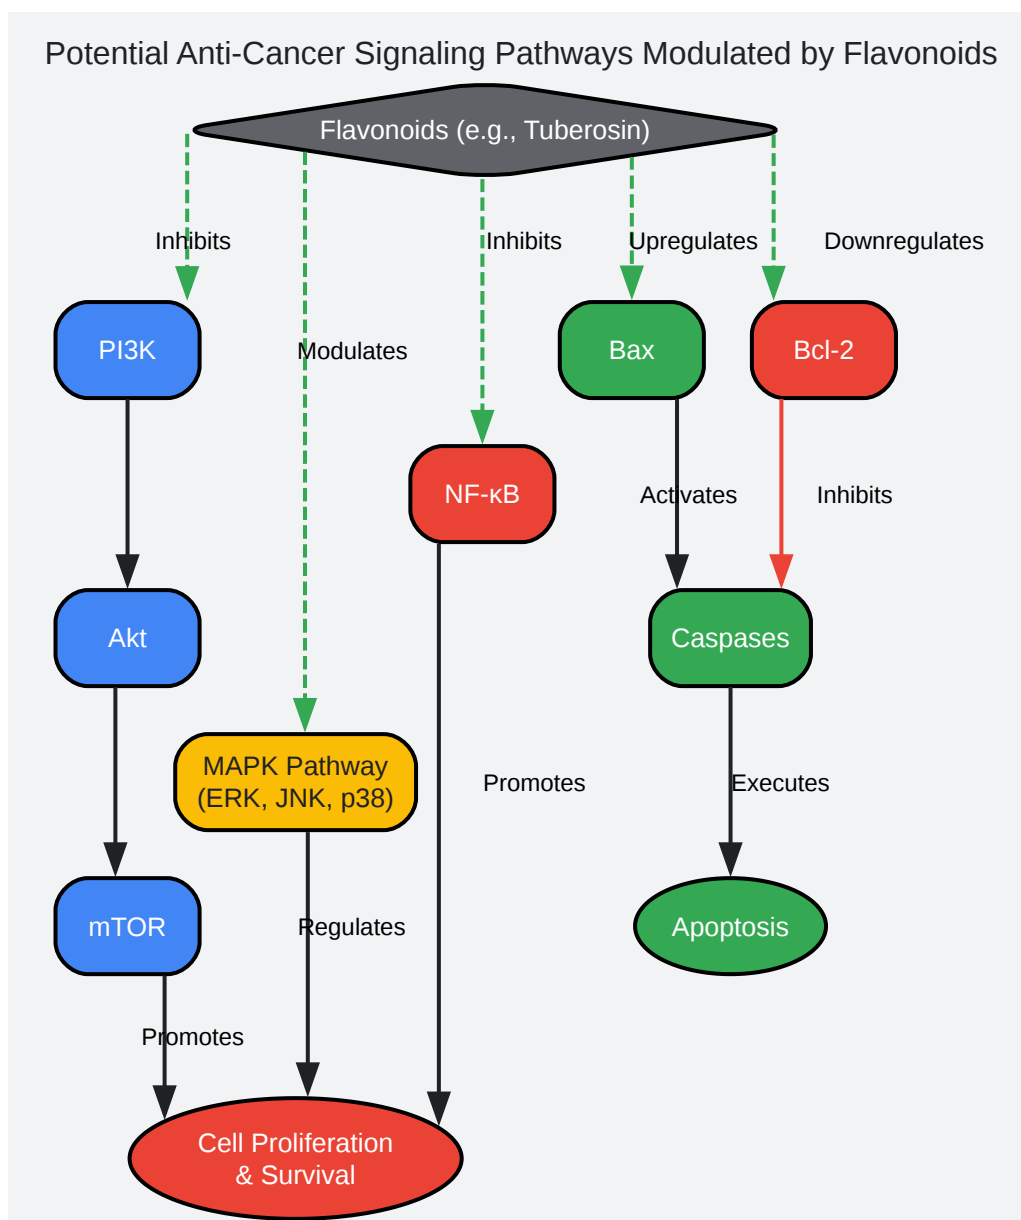 Potential Anti-Cancer Signaling Pathways Modulated by Flavonoids
Flavonoids (e.g., Tuberosin)
Inhibits
Inhibits
Upregulates
Downregulates
PI3K
Modulates
Bax
Bcl-2
NF-κB
Activates
Inhibits
Akt
Caspases
MAPK Pathway
(ERK, JNK, p38)
Promotes
Executes
mTOR
Regulates
Apoptosis
Promotes
Cell Proliferation
& Survival